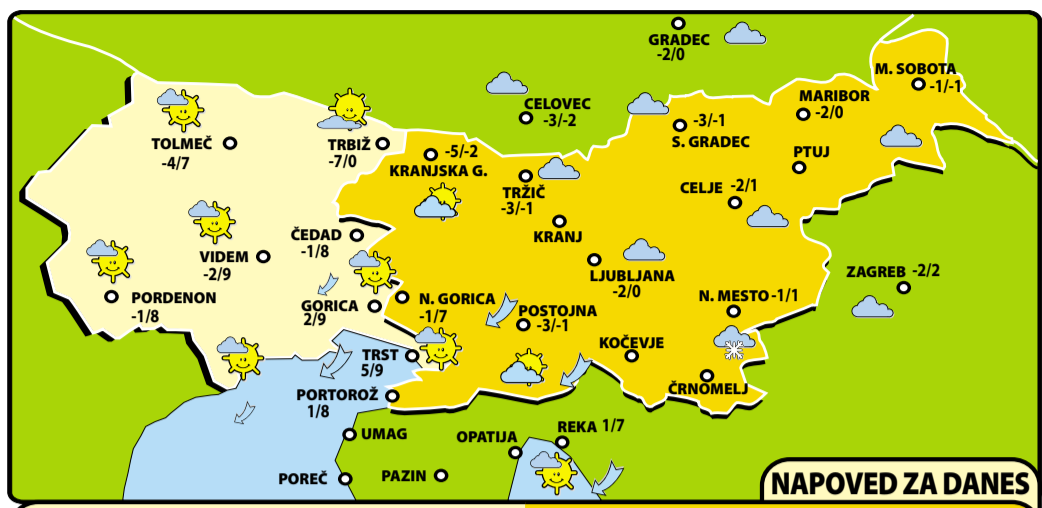 GRADEC
-2/0
M. SOBOTA
-1/-1
CELOVEC
-3/-2
MARIBOR
-2/0
-3/-1
S. GRADEC
TOLMEČ
-4/7
TRBIŽ
-7/0
-5/-2
KRANJSKA G.
PTUJ
TRŽIČ
-3/-1
CELJE -2/1
KRANJ
ČEDAD
-1/8
VIDEM
-2/9
LJUBLJANA
-2/0
ZAGREB -2/2
PORDENON
-1/8
GORICA
2/9
N. GORICA
-1/7
POSTOJNA
-3/-1
N. MESTO -1/1
KOČEVJE
TRST
5/9
ČRNOMELJ
PORTOROŽ
1/8
UMAG
OPATIJA
REKA 1/7
POREČ
PAZIN
NAPOVED ZA DANES